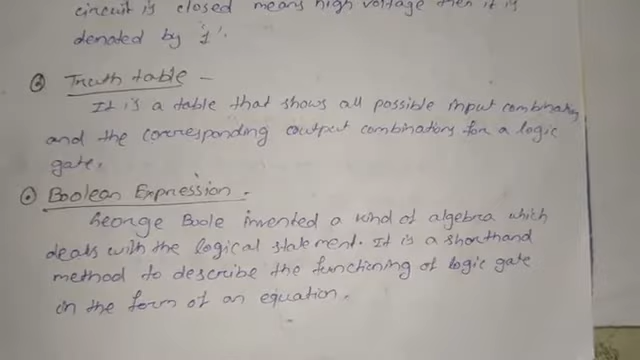 circuit is closed means high voltage then it is
denoted by '1'.
Truth table -
It is a table that shows all possible input combination
and the corresponding output combinations for a logic
gate.
Boolean Expression -
George Boole invented a kind of algebra which
deals with the logical statement. It is a shorthand
method to describe the functioning of logic gate
in the form of an equation.